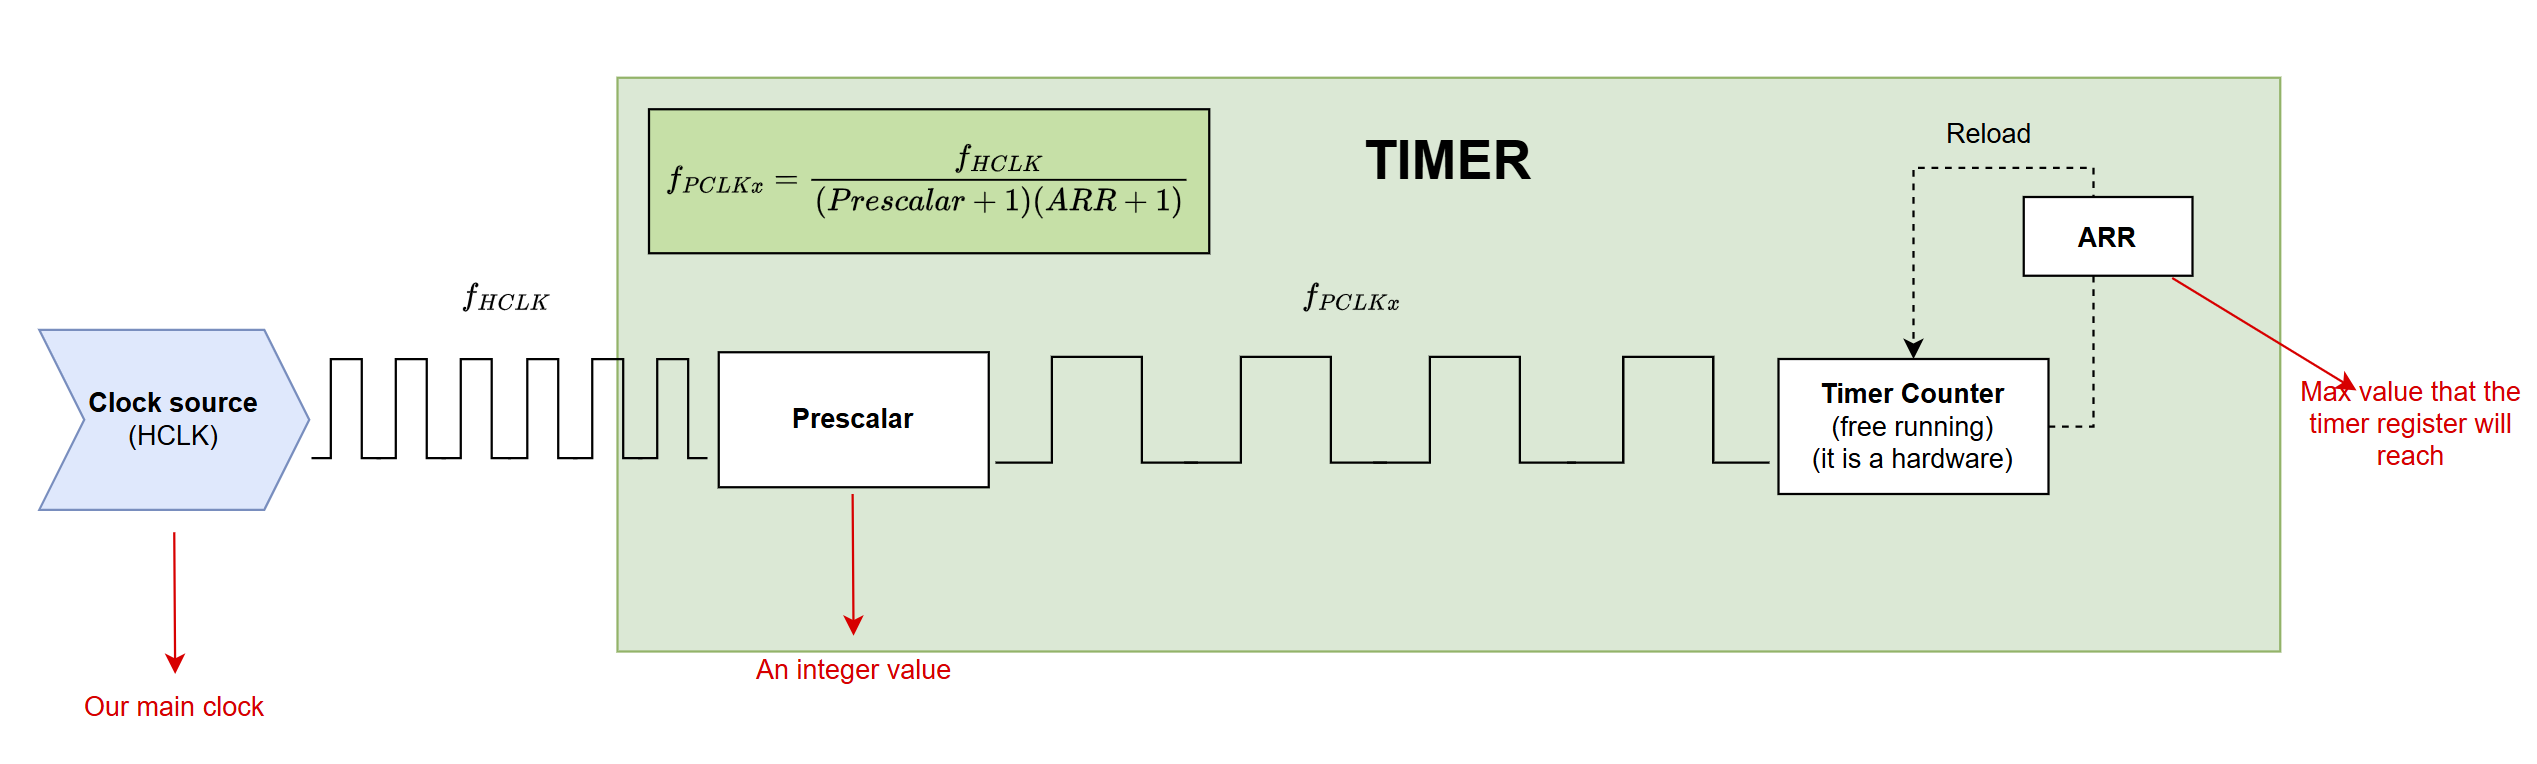 TIMER
f_{PCLKx} = \frac{f_{HCLK}}{(Prescalar + 1)(ARR + 1)}
Reload
ARR
f_{HCLK}
f_{PCLKx}
Clock source
(HCLK)
Prescalar
Timer Counter
(free running)
(it is a hardware)
Max value that the
timer register will
reach
An integer value
Our main clock